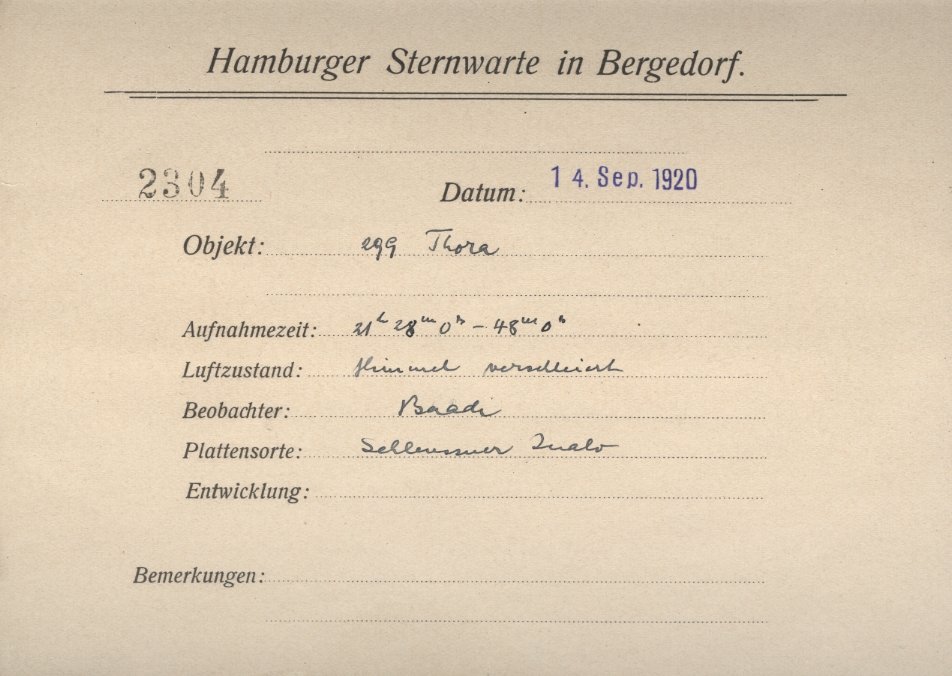 Hamburger Sternwarte in Bergedorf.
2304 Datum: 14. Sep. 1920
Objekt: 299 Thora
Aufnahmezeit: 21h 28m 0s – 48m 0s
Luftzustand: Himmel verschleiert
Beobachter: Baade
Plattensorte: Schleussner Inalo
Entwicklung:
Bemerkungen: